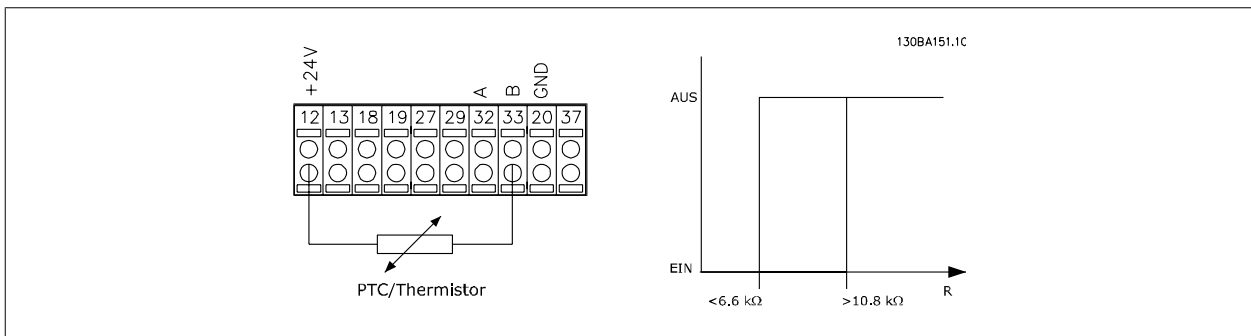 130BA151.10
+24V
A
B
GND
12 13 18 19 27 29 32 33 20 37
PTC/Thermistor
AUS
EIN
R
<6.6 kΩ
>10.8 kΩ